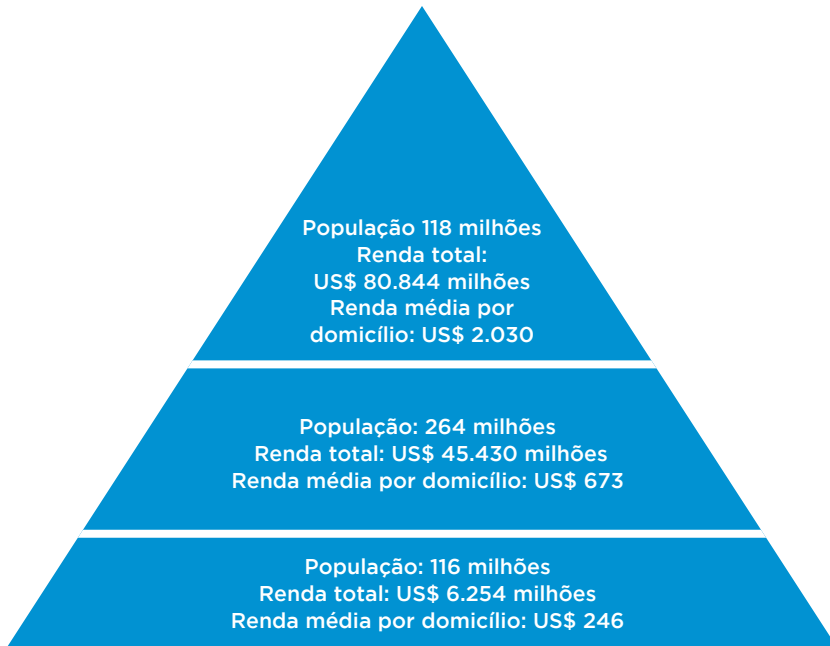 População 118 milhões
Renda total:
US$ 80.844 milhões
Renda média por
domicílio: US$ 2.030
População: 264 milhões
Renda total: US$ 45.430 milhões
Renda média por domicílio: US$ 673
População: 116 milhões
Renda total: US$ 6.254 milhões
Renda média por domicílio: US$ 246